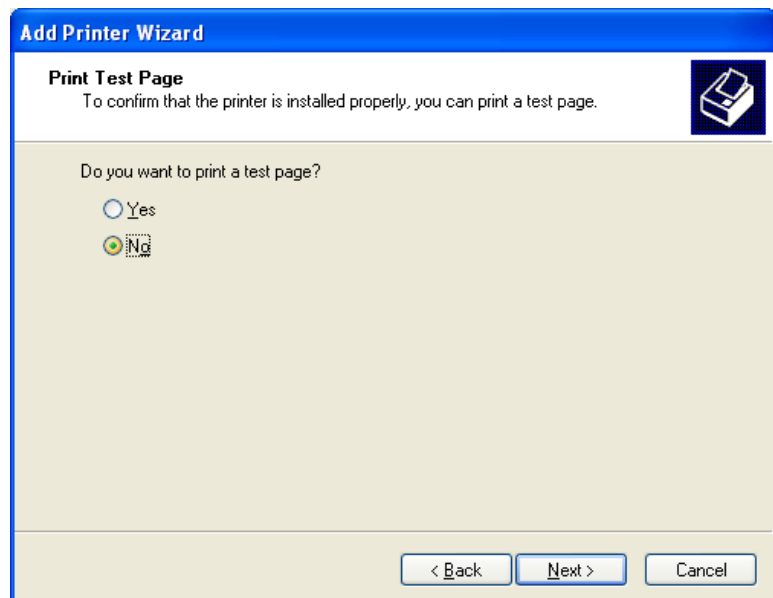 Add Printer Wizard
Print Test Page
To confirm that the printer is installed properly, you can print a test page.
Do you want to print a test page?
Yes
No
< Back
Next >
Cancel